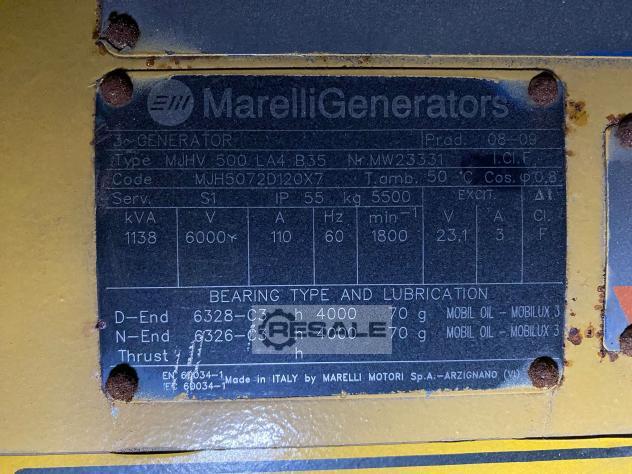 MarelliGenerators
3~GENERATOR Prod. 08-09
Type MJHV 500 LA4 B35 Nr.MW23331 I.Cl.F
Code MJH5072D120X7 T.amb. 50 °C Cos.φ0,8
Serv. S1 IP 55 kg 5500 EXCIT. Δt
kVA V A Hz min⁻¹ V A Cl.
1138 6000Y 110 60 1800 23,1 3 F
BEARING TYPE AND LUBRICATION
D-End 6328-C3 h 4000 70 g MOBIL OIL - MOBILUX 3
N-End 6326-C3 h 4000 70 g MOBIL OIL - MOBILUX 3
RESALE
Thrust h
EN 60034-1
IEC 60034-1
Made in ITALY by MARELLI MOTORI S.p.A.-ARZIGNANO (VI)